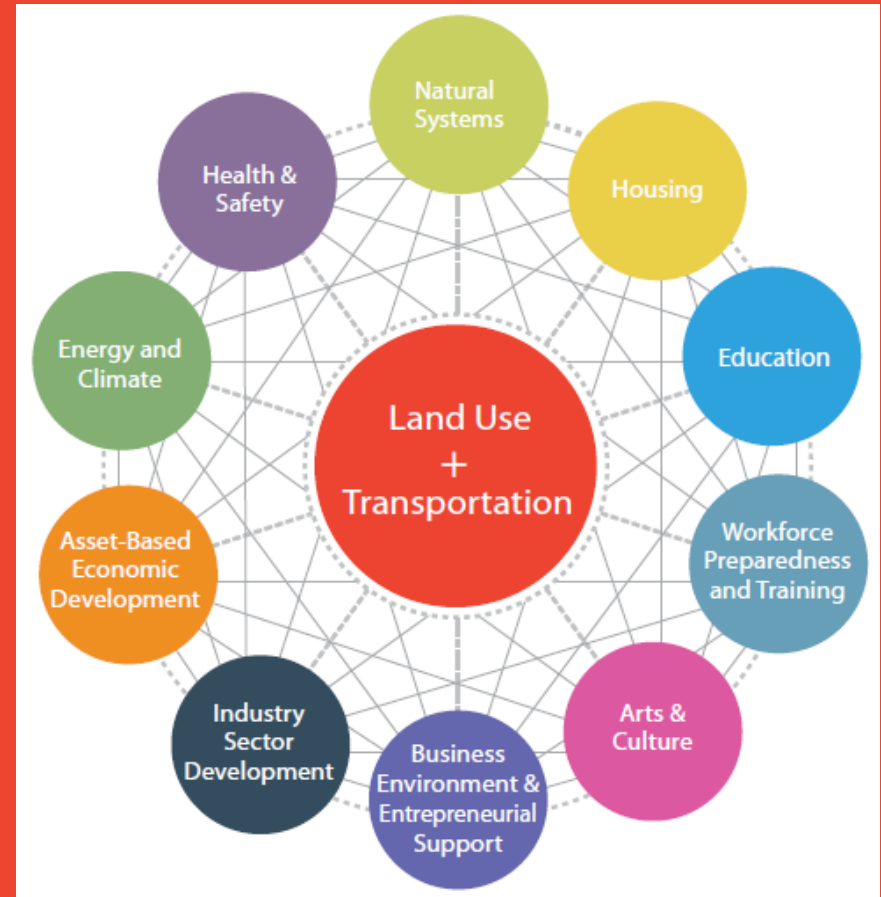 Natural
Systems
Health &
Safety
Housing
Energy and
Climate
Education
Land Use
+
Transportation
Asset-Based
Economic
Development
Workforce
Preparedness
and Training
Industry
Sector
Development
Arts &
Culture
Business
Environment &
Entrepreneurial
Support